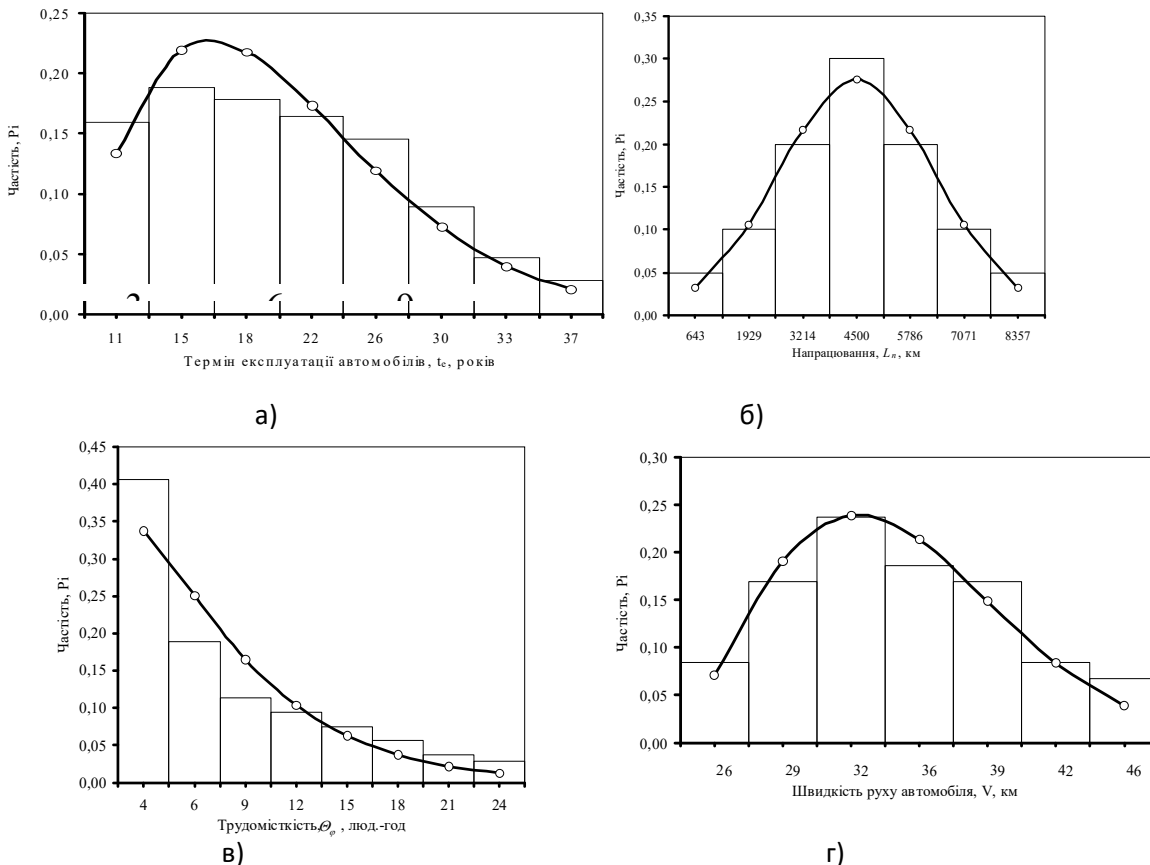 0,25
0,20
0,15
0,10
0,05
0,00
Частість, Pi
11 15 18 22 26 30 33 37
Термін експлуатації автомобілів, tе, років
а)
0,35
0,30
0,25
0,20
0,15
0,10
0,05
0,00
Частість, Pi
643 1929 3214 4500 5786 7071 8357
Напрацювання, Lп, км
б)
0,45
0,40
0,35
0,30
0,25
0,20
0,15
0,10
0,05
0,00
Частість, Pi
4 6 9 12 15 18 21 24
Трудомісткість,Θφ , люд.-год
в)
0,30
0,25
0,20
0,15
0,10
0,05
0,00
Частість, Pi
26 29 32 36 39 42 46
Швидкість руху автомобіля, V, км
г)